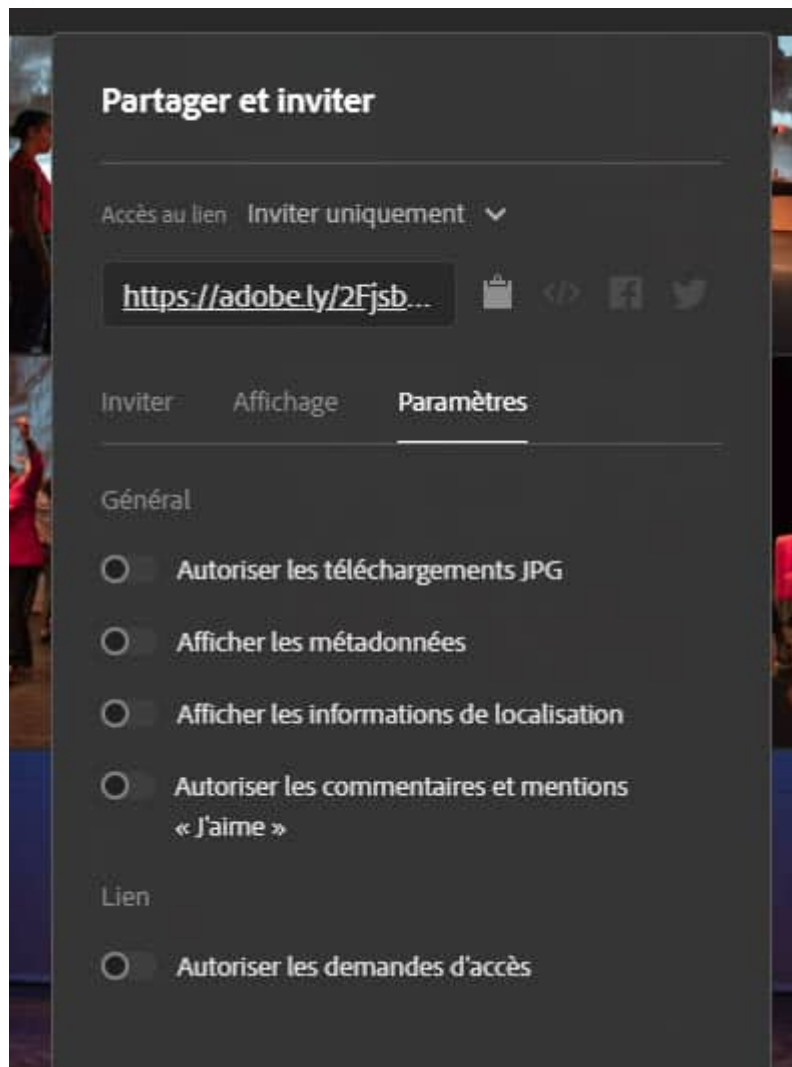 Partager et inviter
Accès au lien Inviter uniquement
https://adobe.ly/2Fjsb...
Inviter Affichage Paramètres
Général
Autoriser les téléchargements JPG
Afficher les métadonnées
Afficher les informations de localisation
Autoriser les commentaires et mentions
« J'aime »
Lien
Autoriser les demandes d'accès